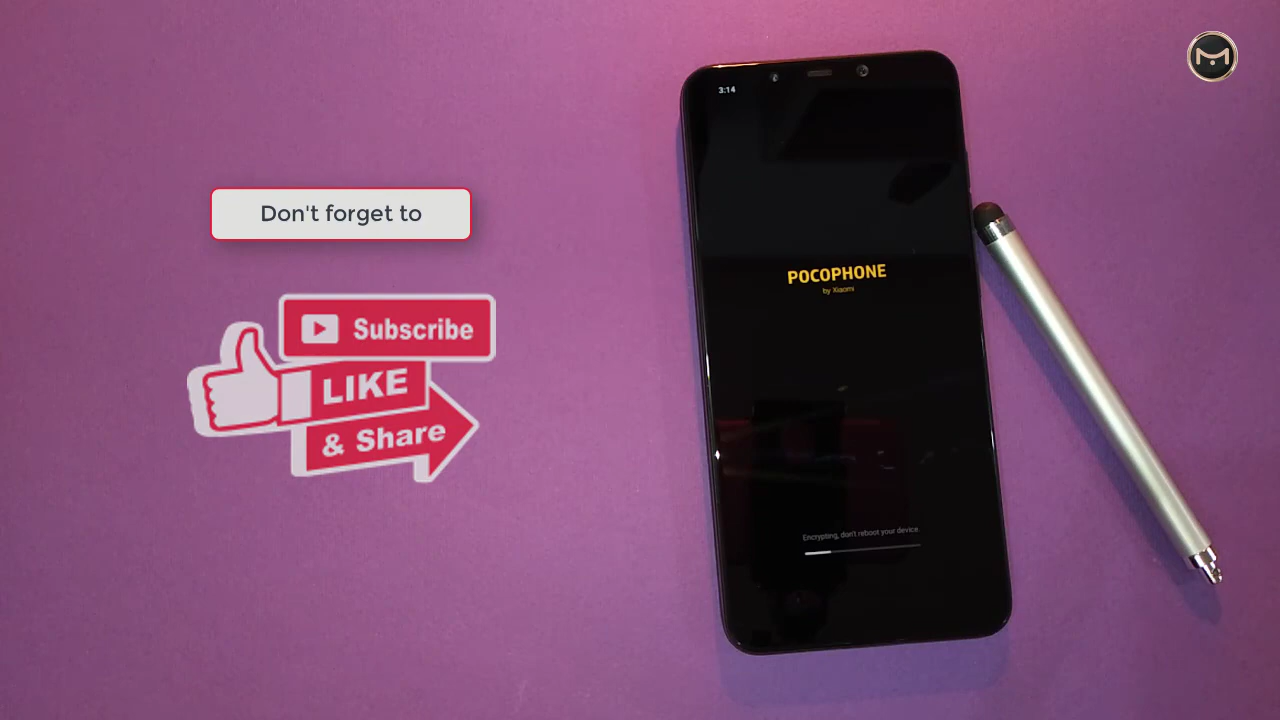 Don't forget to
Subscribe
LIKE
& Share
3:14
POCOPHONE
by Xiaomi
Encrypting, don't reboot your device.